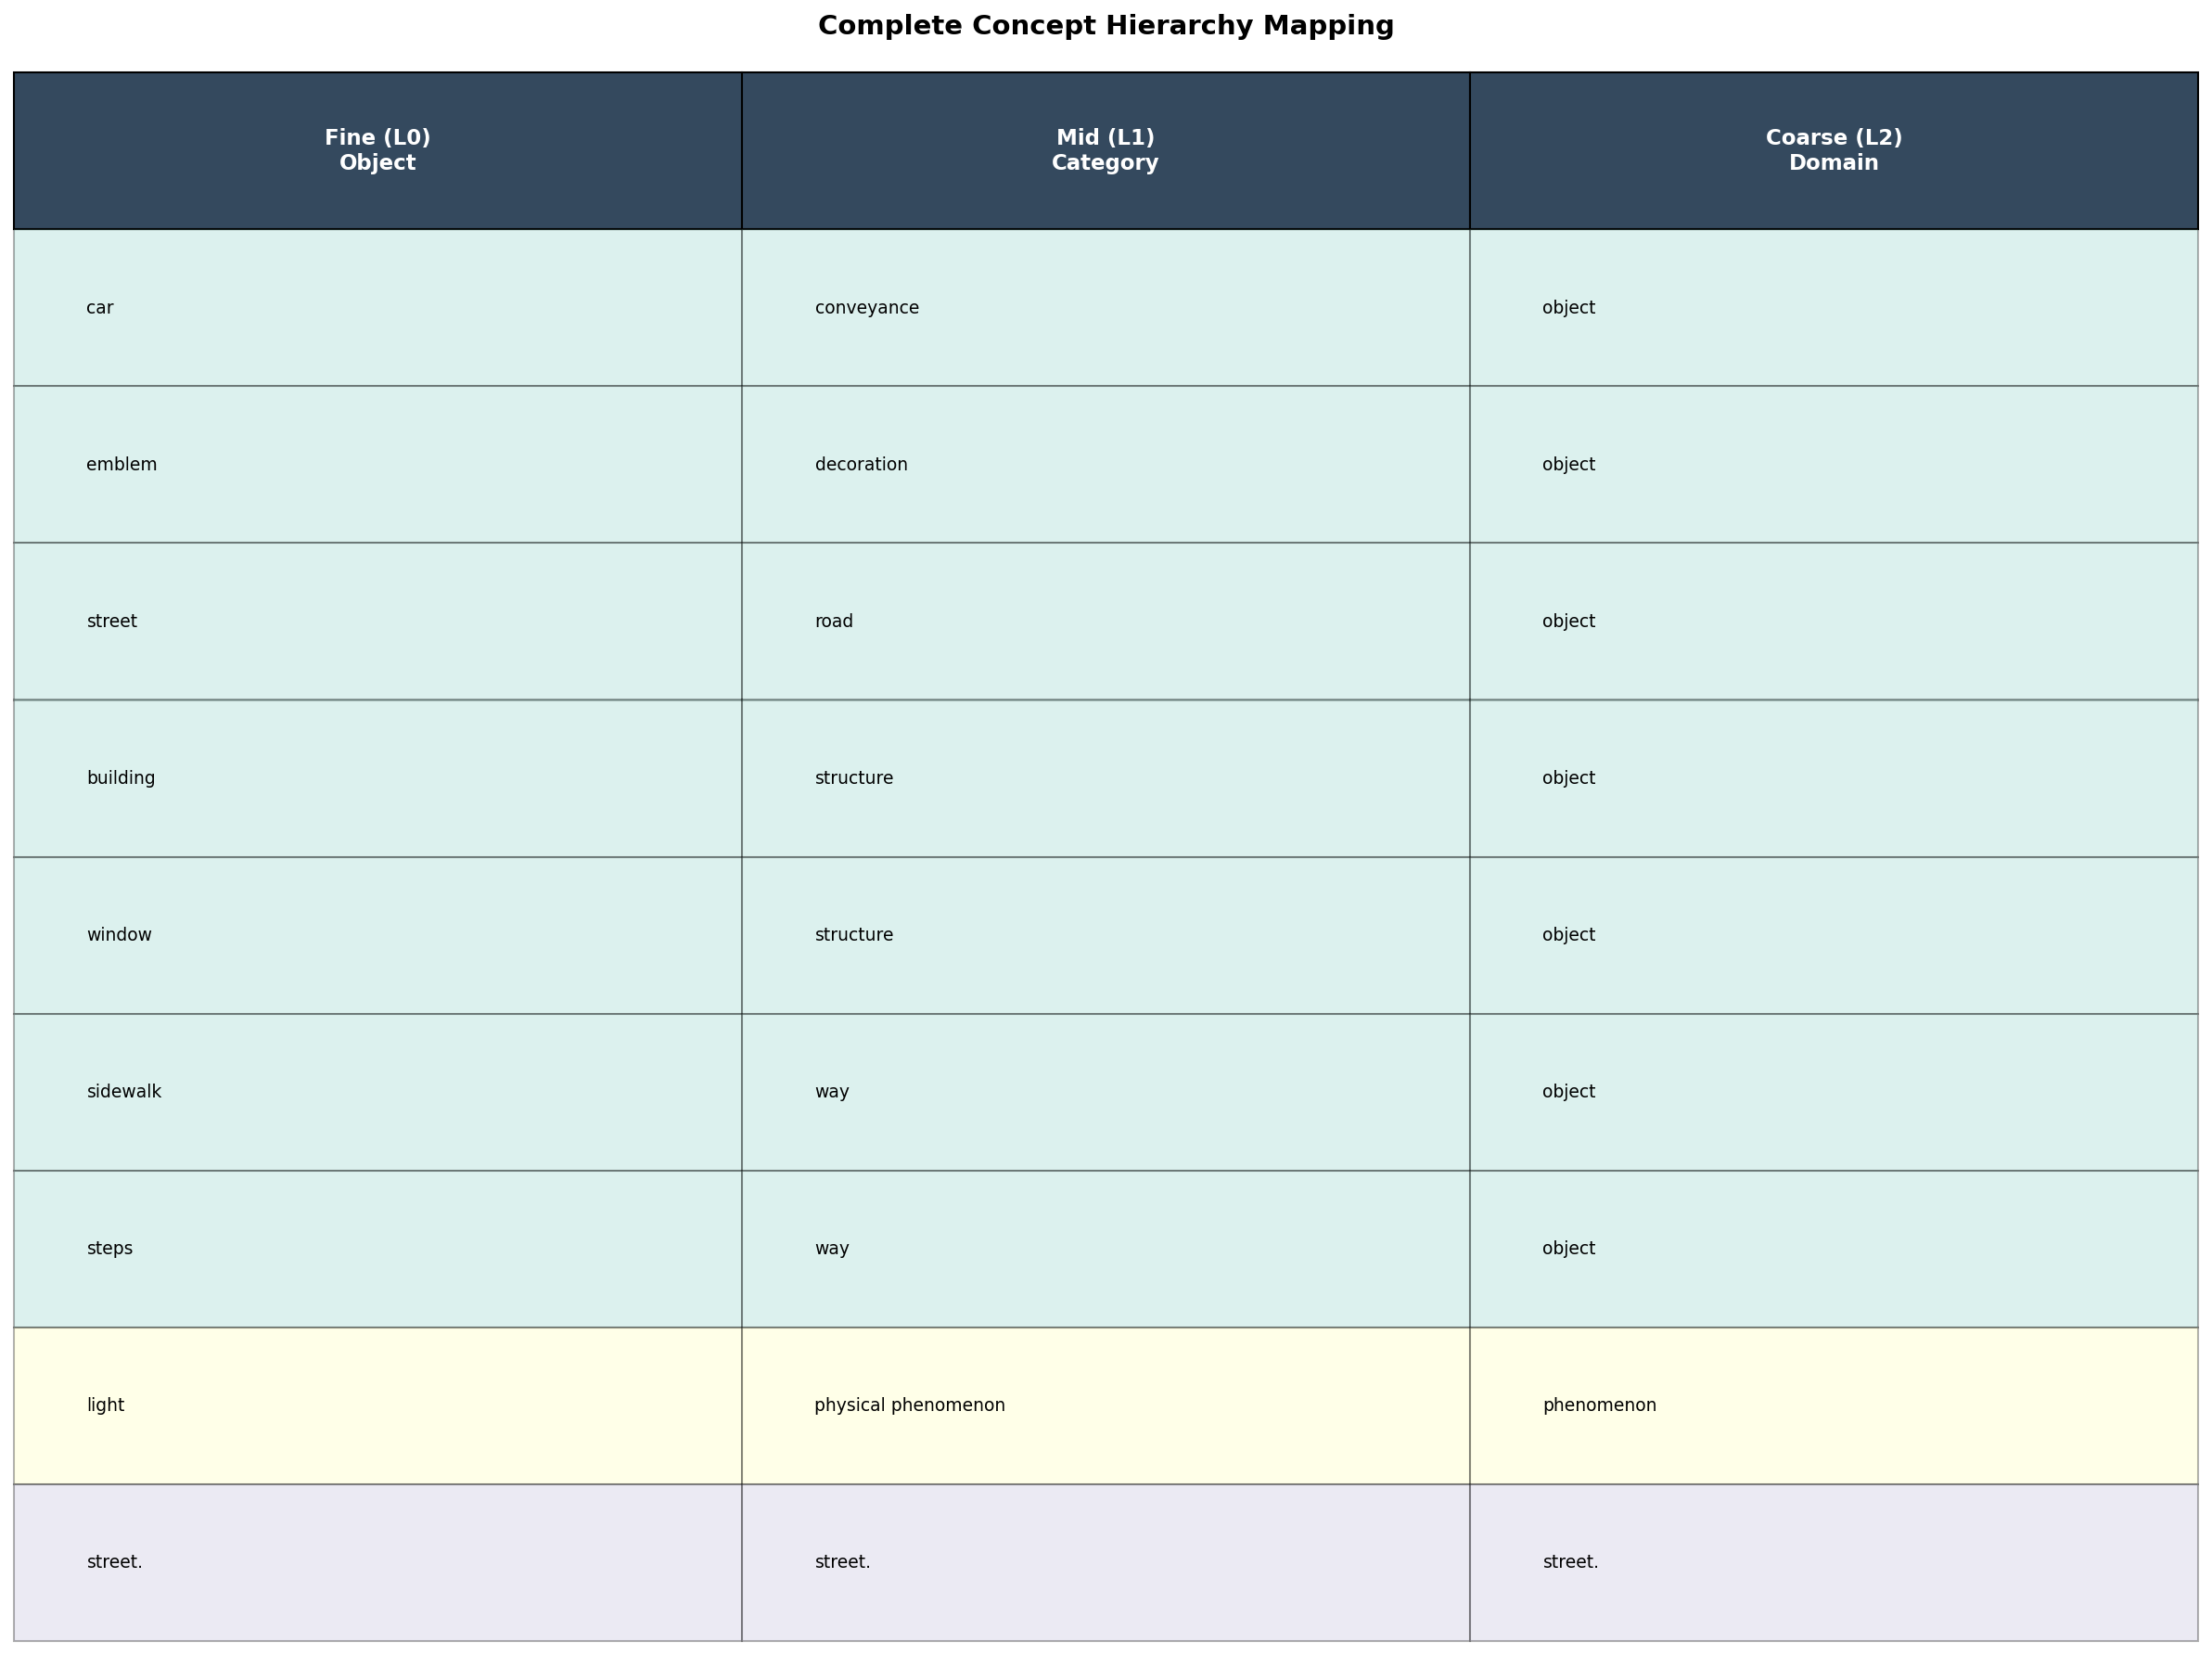 Complete Concept Hierarchy Mapping
Fine (L0) Mid (L1) Coarse (L2)
Object Category Domain
car conveyance object
emblem decoration object
street road object
building structure object
window structure object
sidewalk way object
steps way object
light physical phenomenon phenomenon
street. street. street.